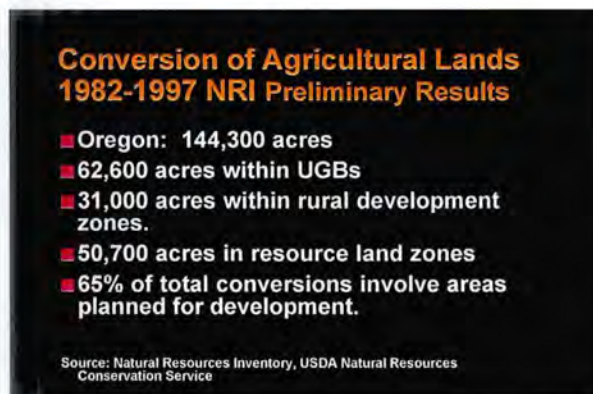 Conversion of Agricultural Lands
1982-1997 NRI Preliminary Results
Oregon: 144,300 acres
62,600 acres within UGBs
31,000 acres within rural development
zones.
50,700 acres in resource land zones
65% of total conversions involve areas
planned for development.
Source: Natural Resources Inventory, USDA Natural Resources
Conservation Service